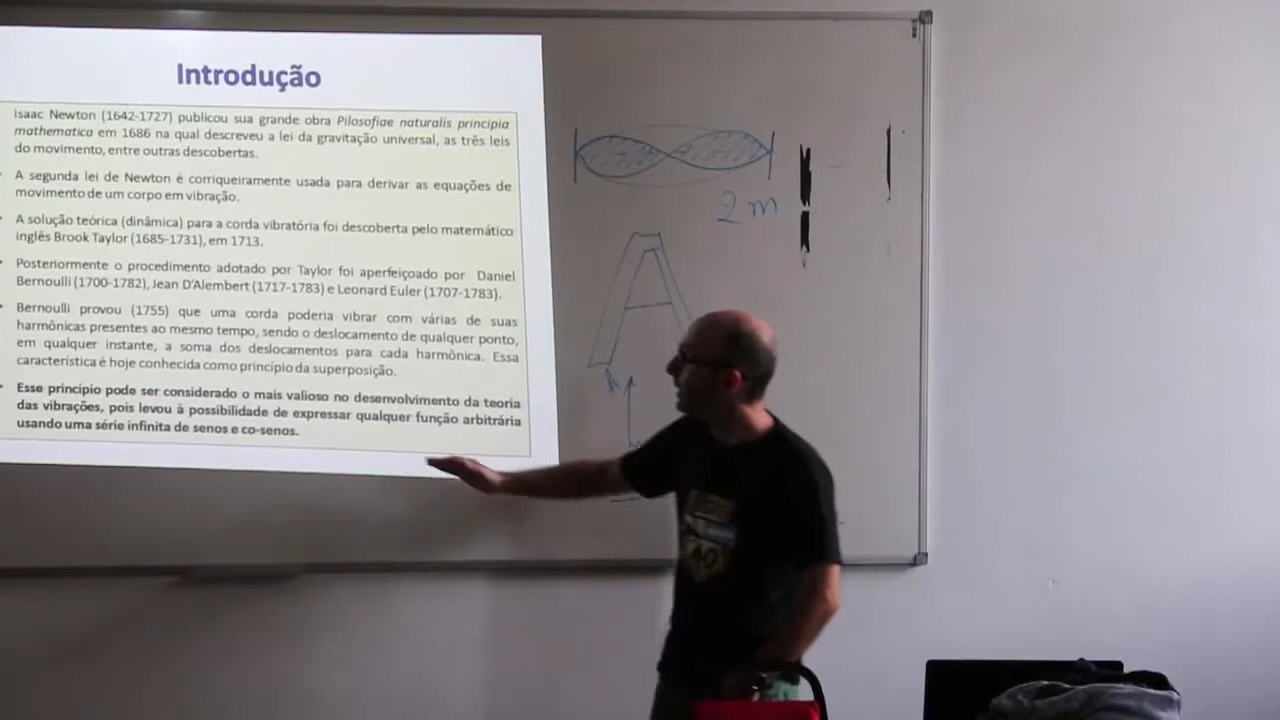 Introdução
Isaac Newton (1642-1727) publicou sua grande obra Pilosofiae naturalis principia
mathematica em 1686 na qual descreveu a lei da gravitação universal, as três leis
do movimento, entre outras descobertas.
A segunda lei de Newton é corriqueiramente usada para derivar as equações de
movimento de um corpo em vibração.
A solução teórica (dinâmica) para a corda vibratória foi descoberta pelo matemático
inglês Brook Taylor (1685-1731), em 1713.
Posteriormente o procedimento adotado por Taylor foi aperfeiçoado por Daniel
Bernoulli (1700-1782), Jean D'Alembert (1717-1783) e Leonard Euler (1707-1783).
Bernoulli provou (1755) que uma corda poderia vibrar com várias de suas
harmônicas presentes ao mesmo tempo, sendo o deslocamento de qualquer ponto,
em qualquer instante, a soma dos deslocamentos para cada harmônica. Essa
característica é hoje conhecida como princípio da superposição.
Esse princípio pode ser considerado o mais valioso no desenvolvimento da teoria
das vibrações, pois levou à possibilidade de expressar qualquer função arbitrária
usando uma série infinita de senos e co-senos.
2 m
A
40